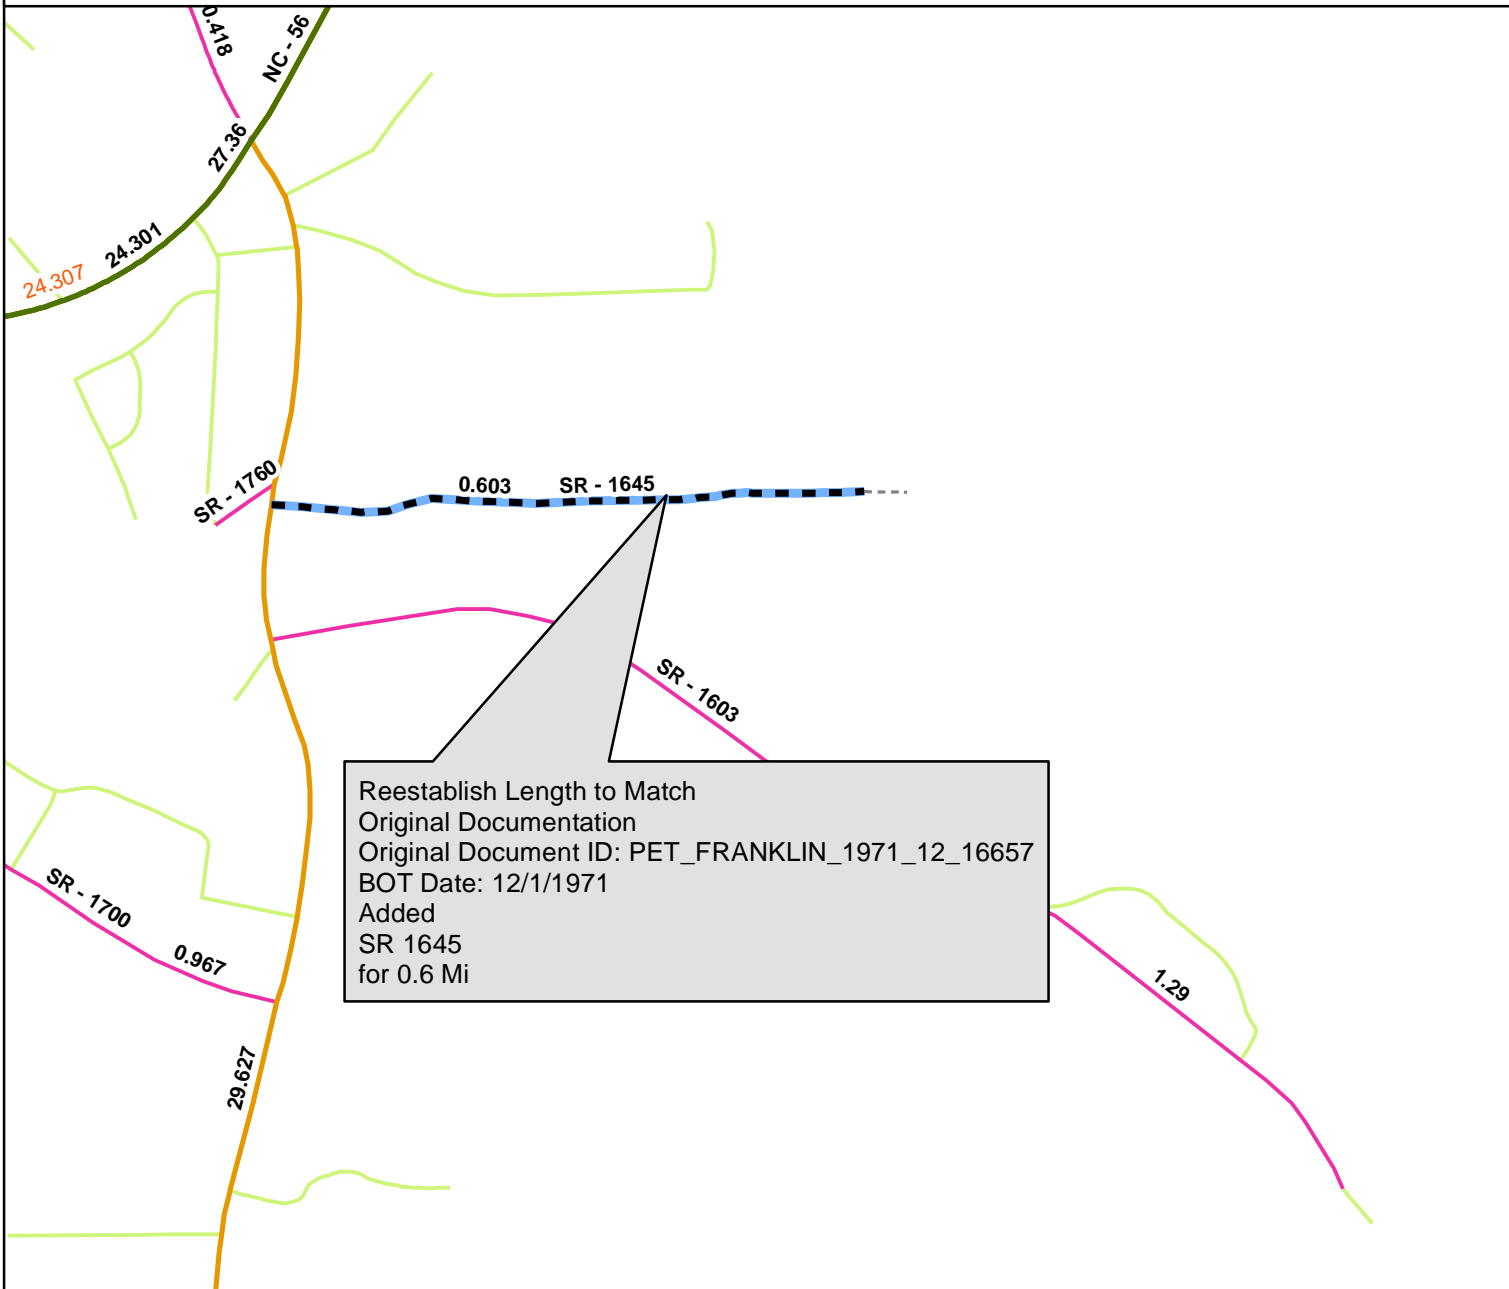 0.418
NC - 56
27.36
24.301
24.307
SR - 1760
0.603
SR - 1645
SR - 1603
Reestablish Length to Match
Original Documentation
Original Document ID: PET_FRANKLIN_1971_12_16657
BOT Date: 12/1/1971
Added
SR 1645
for 0.6 Mi
SR - 1700
0.967
1.29
29.627